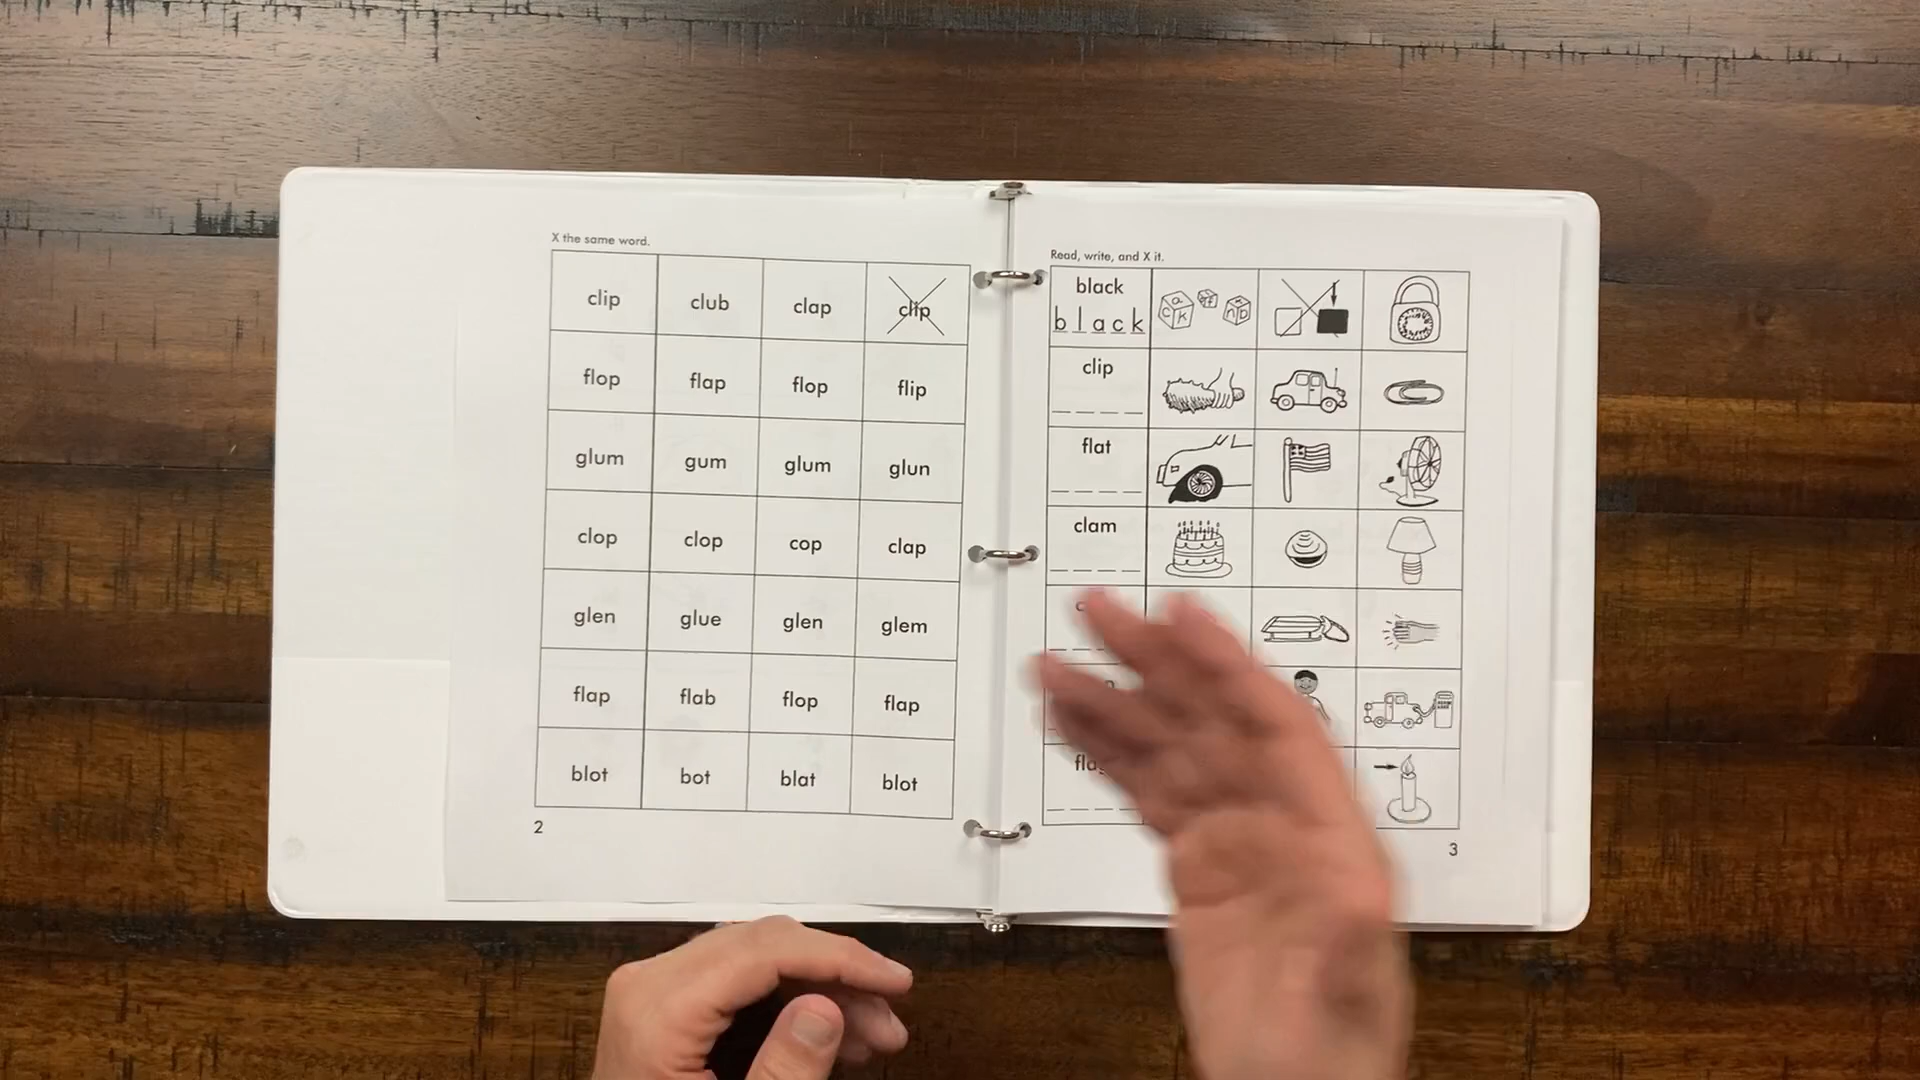 X the same word.
clip club clap clip
flop flap flop flip
glum gum glum glun
clop clop cop clap
glen glue glen glem
flap flab flop flap
blot bot blat blot
2
Read, write, and X it.
black
black
clip
flat
clam
3